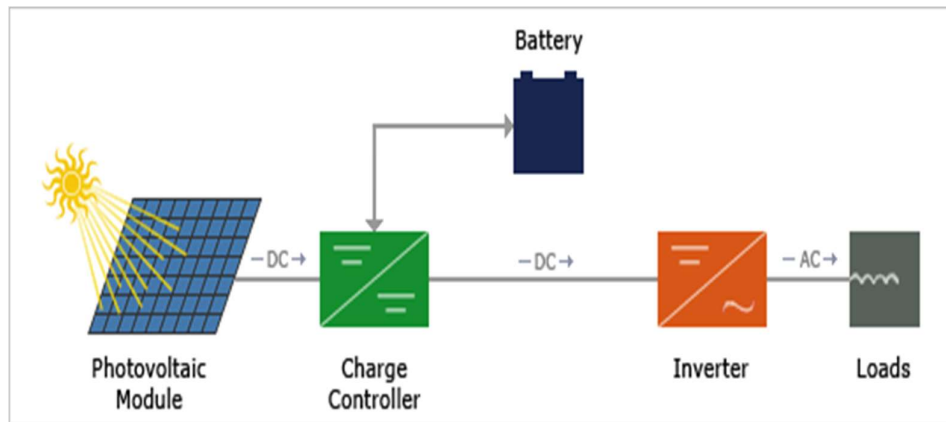 Battery
– DC →
– DC →
– AC →
Photovoltaic
Module
Charge
Controller
Inverter
Loads